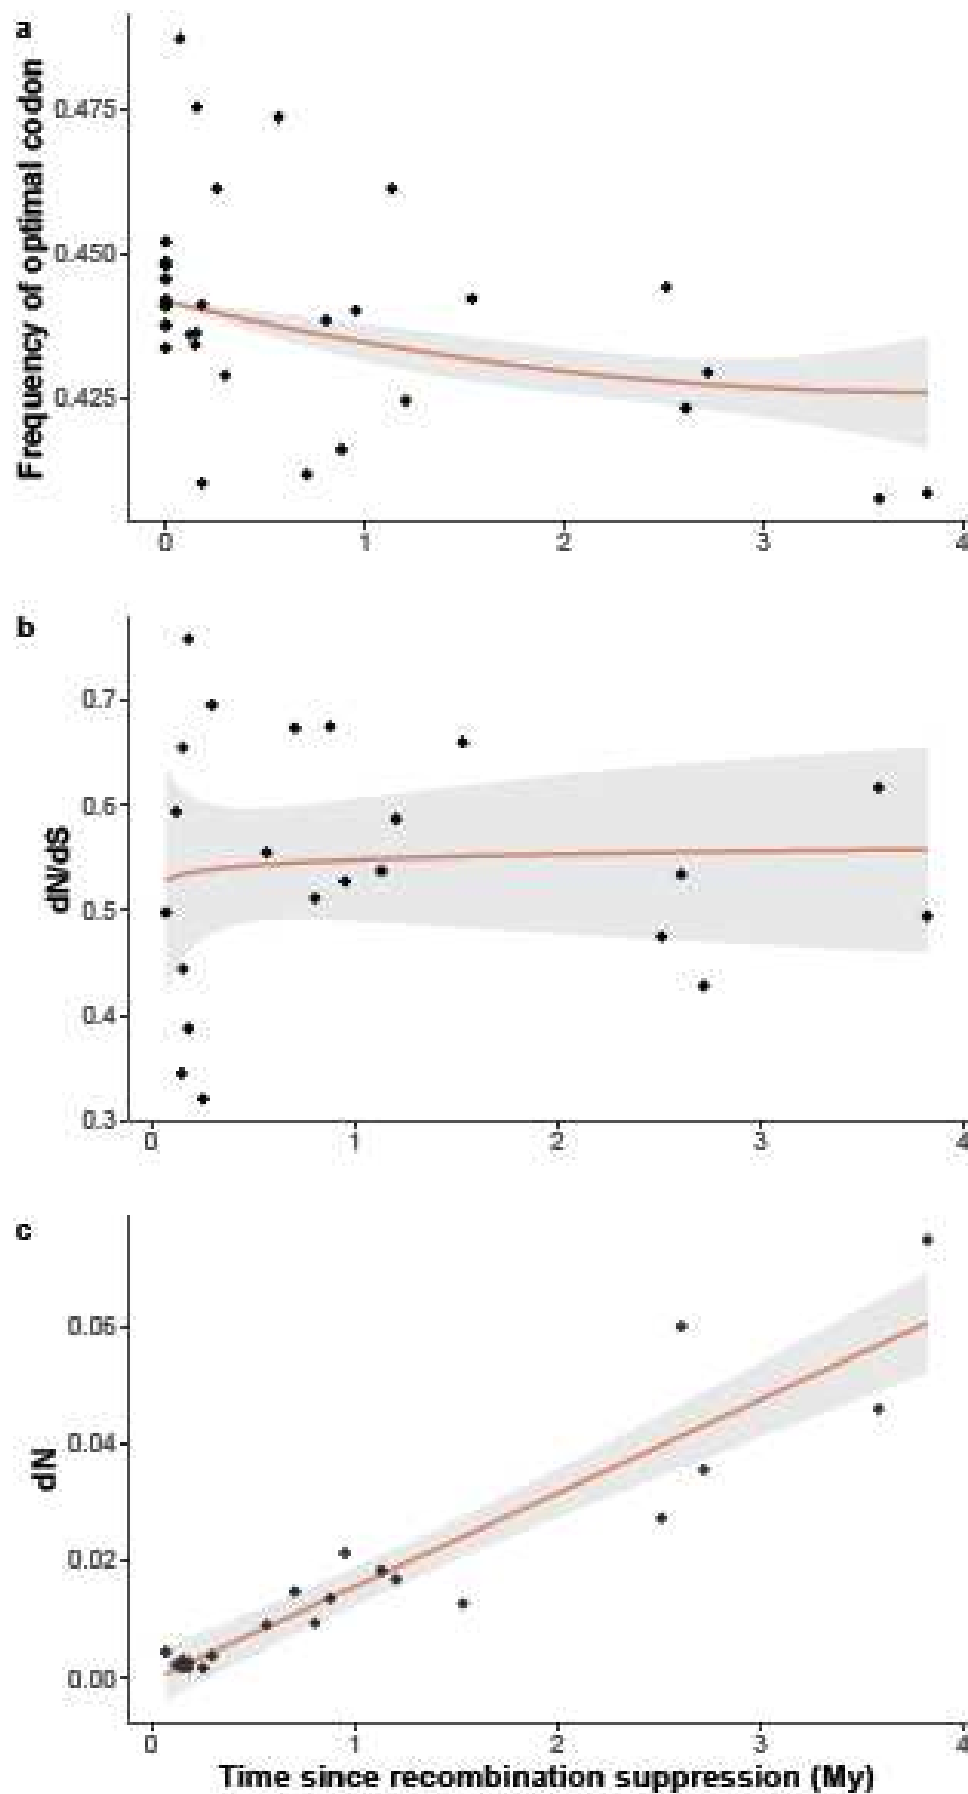 a
Frequency of optimal codon
0.475
0.450
0.425
0 1 2 3 4
b
dN/dS
0.7
0.6
0.5
0.4
0.3
0 1 2 3 4
c
dN
0.06
0.04
0.02
0.00
0 1 2 3 4
Time since recombination suppression (My)